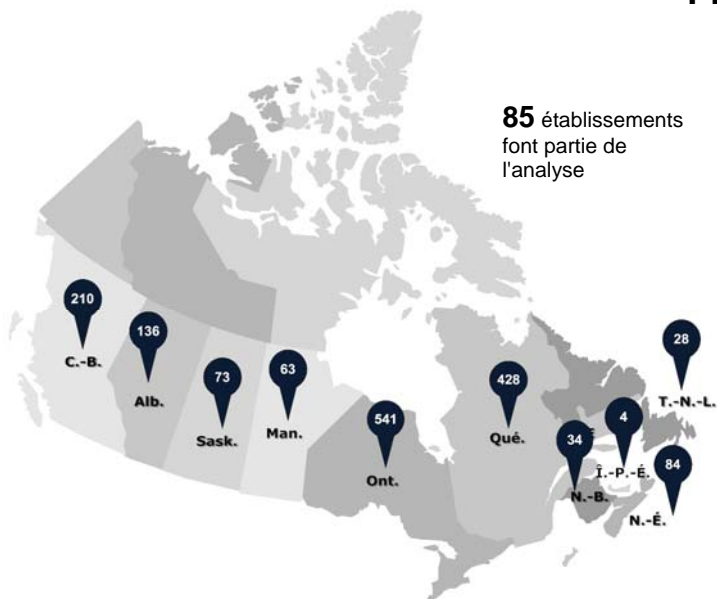 85 établissements
font partie de
l'analyse
210
C.-B.
136
Alb.
73
Sask.
63
Man.
541
Ont.
428
Qué.
34
N.-B.
4
Î.-P.-É.
28
T.-N.-L.
84
N.-É.